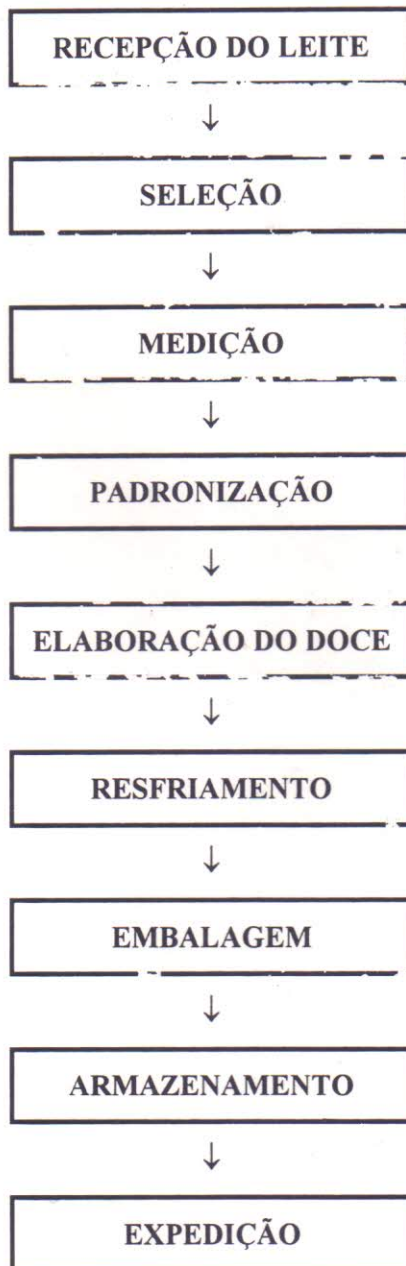 RECEPÇÃO DO LEITE
↓
SELEÇÃO
↓
MEDIÇÃO
↓
PADRONIZAÇÃO
↓
ELABORAÇÃO DO DOCE
↓
RESFRIAMENTO
↓
EMBALAGEM
↓
ARMAZENAMENTO
↓
EXPEDIÇÃO